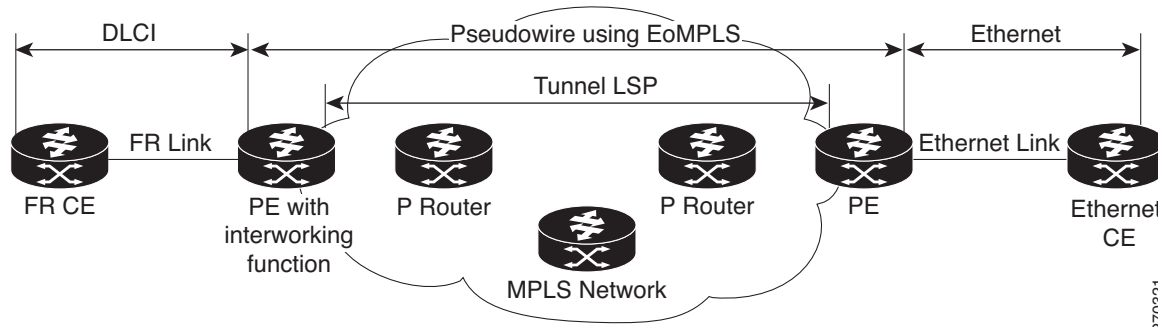 DLCI
Pseudowire using EoMPLS
Ethernet
Tunnel LSP
FR Link
Ethernet Link
FR CE
PE with
interworking
function
P Router
P Router
PE
Ethernet
CE
MPLS Network